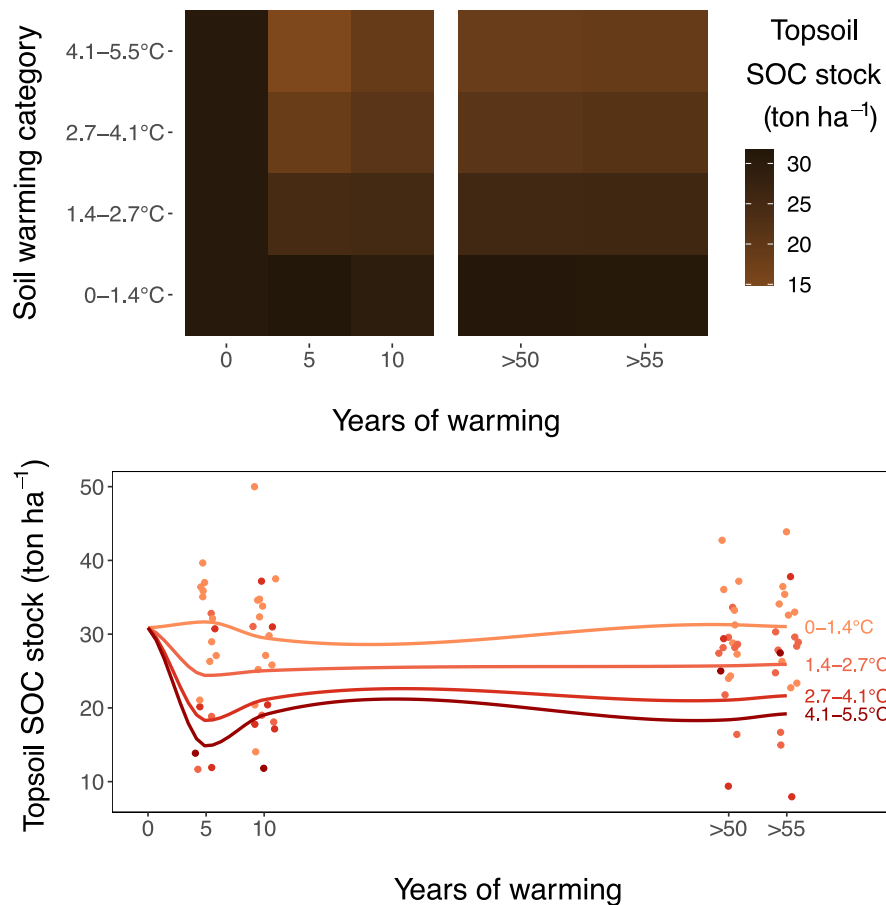 Soil warming category
4.1–5.5°C
2.7–4.1°C
1.4–2.7°C
0–1.4°C
0 5 10 >50 >55
Years of warming
Topsoil
SOC stock
(ton ha⁻¹)
30
25
20
15
Topsoil SOC stock (ton ha⁻¹)
50
40
30
20
10
0–1.4°C
1.4–2.7°C
2.7–4.1°C
4.1–5.5°C
0 5 10 >50 >55
Years of warming